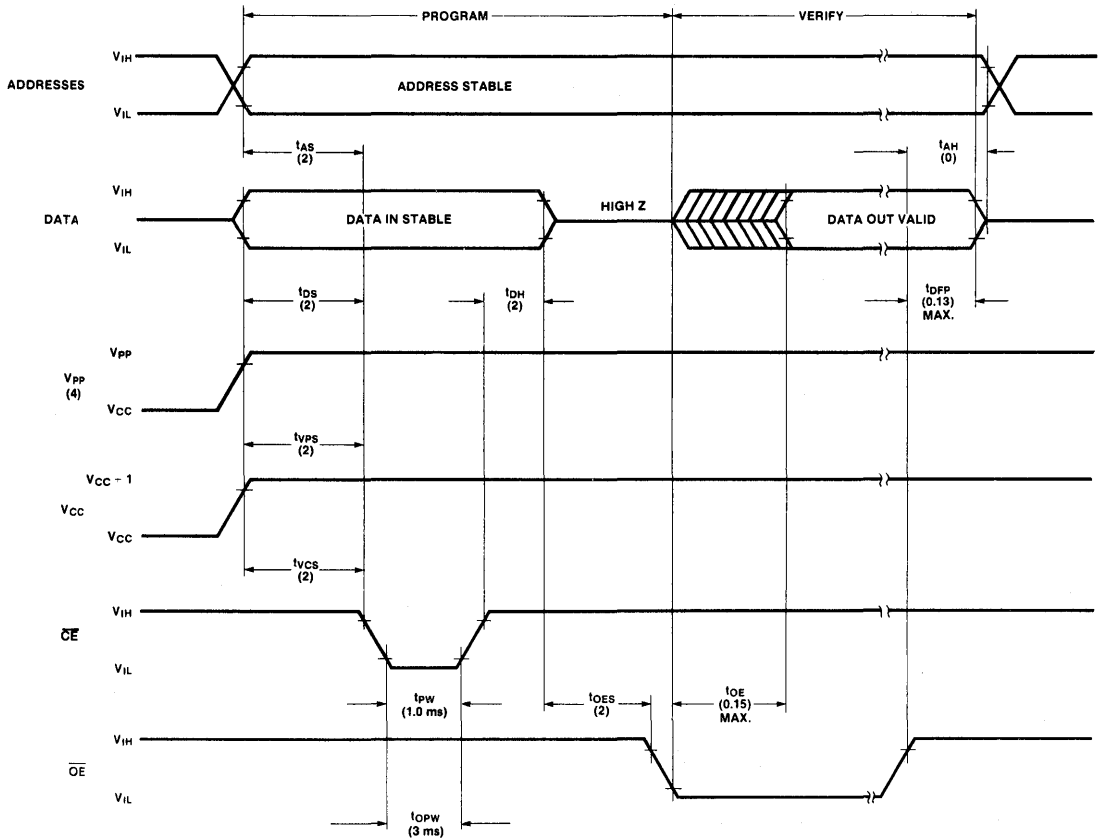 PROGRAM
VERIFY
ADDRESSES
VIH
VIL
ADDRESS STABLE
tAS
(2)
tAH
(0)
DATA
VIH
VIL
DATA IN STABLE
HIGH Z
DATA OUT VALID
tDS
(2)
tDH
(2)
tDFP
(0.13)
MAX.
VPP
(4)
VPP
VCC
tVPS
(2)
VCC
VCC + 1
VCC
tVCS
(2)
CE
VIH
VIL
tPW
(1.0 ms)
tOES
(2)
tOE
(0.15)
MAX.
OE
VIH
VIL
tOPW
(3 ms)